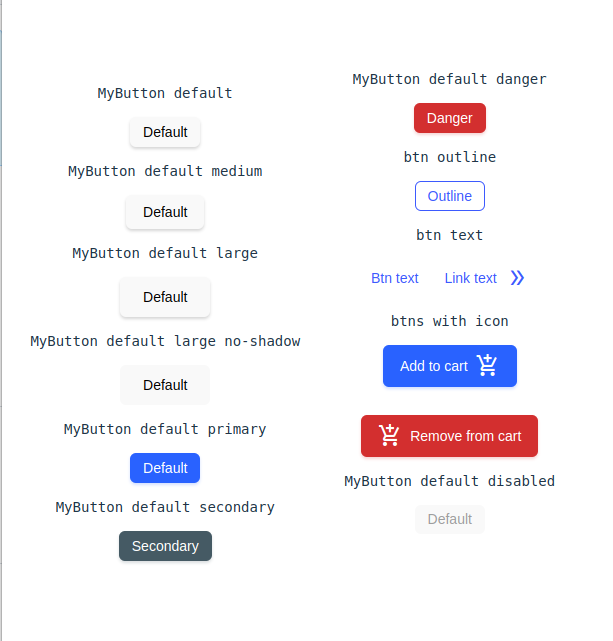 MyButton default
Default
MyButton default medium
Default
MyButton default large
Default
MyButton default large no-shadow
Default
MyButton default primary
Default
MyButton default secondary
Secondary
MyButton default danger
Danger
btn outline
Outline
btn text
Btn text Link text
btns with icon
Add to cart
Remove from cart
MyButton default disabled
Default